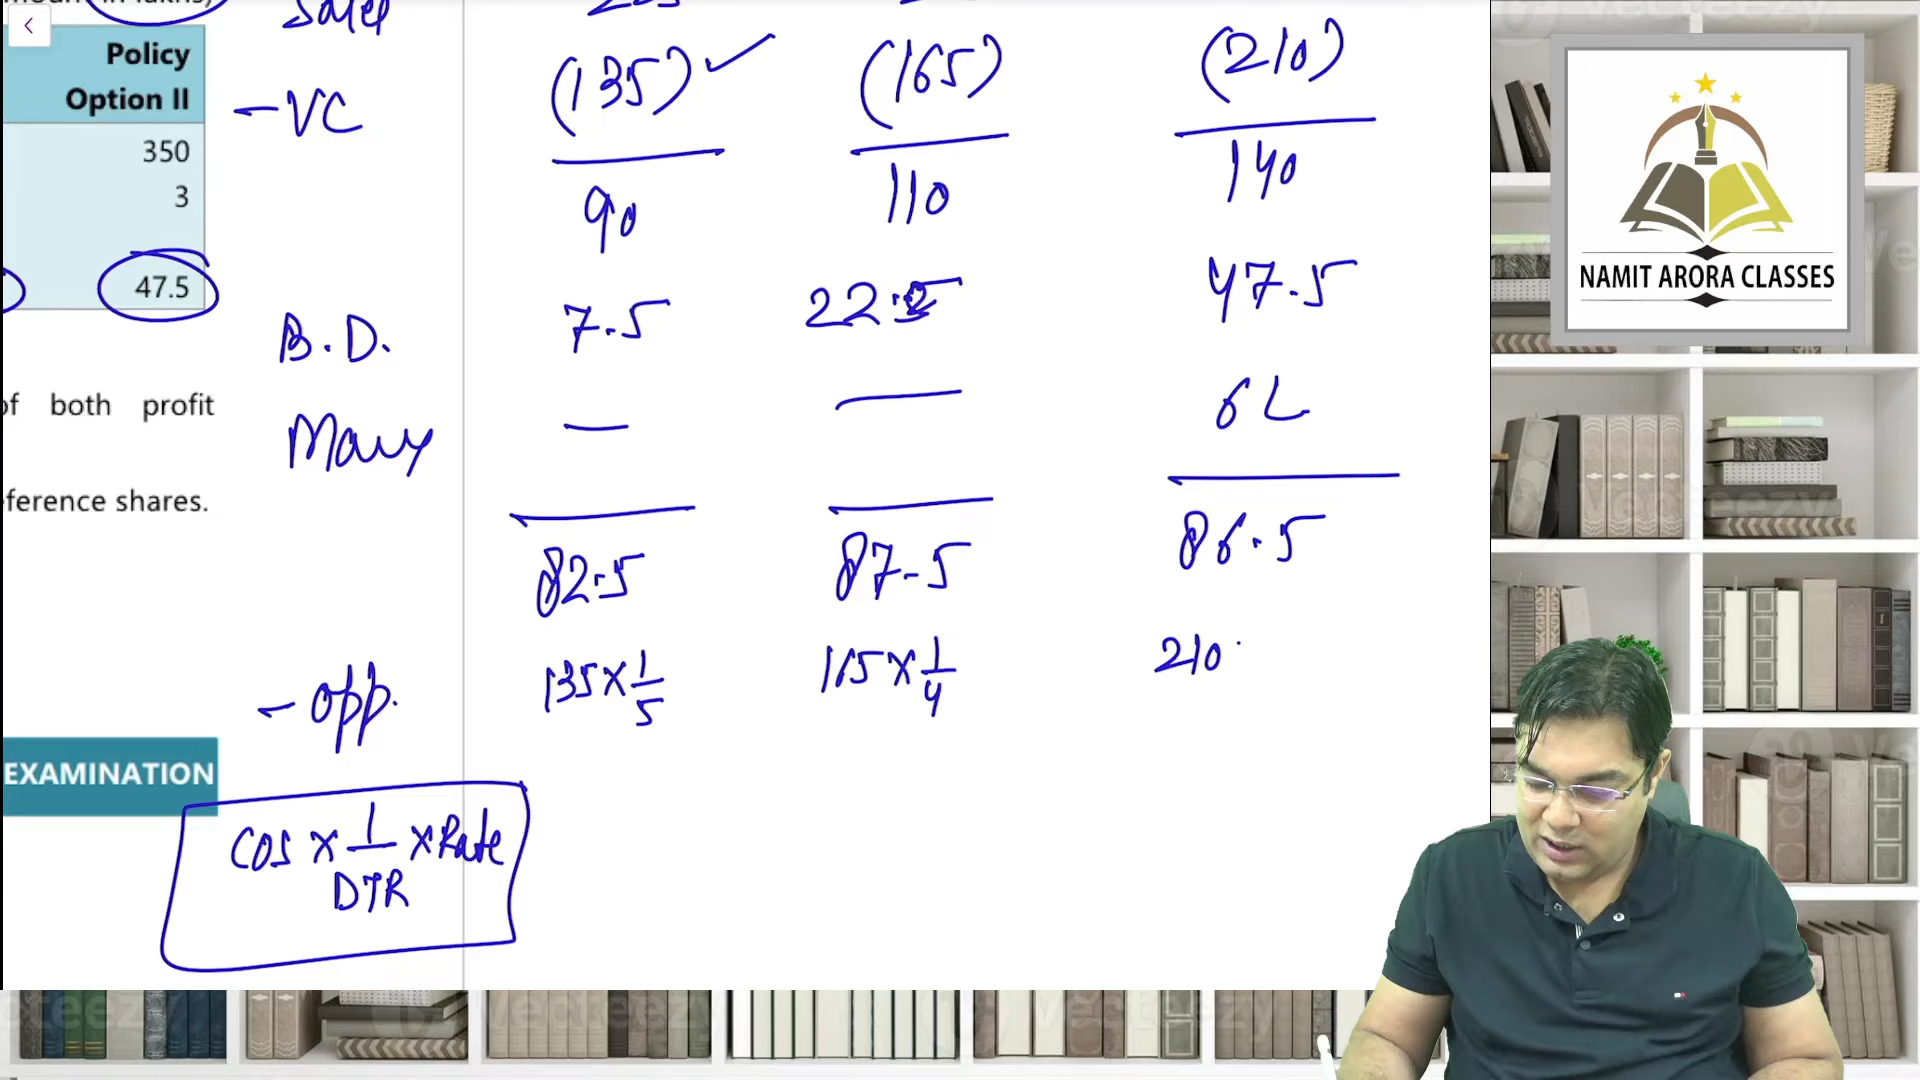 Sales
Policy
Option II
350
3
47.5
of both profit
ference shares.
EXAMINATION
- VC (135) ✓ (165) (210)
90 110 140
B.D. 7.5 22.5 47.5
— — 6L
82.5 87.5 86.5
- opp. 135 x 1/5 165 x 1/4 210
COS x 1/DTR x Rate
NAMIT ARORA CLASSES